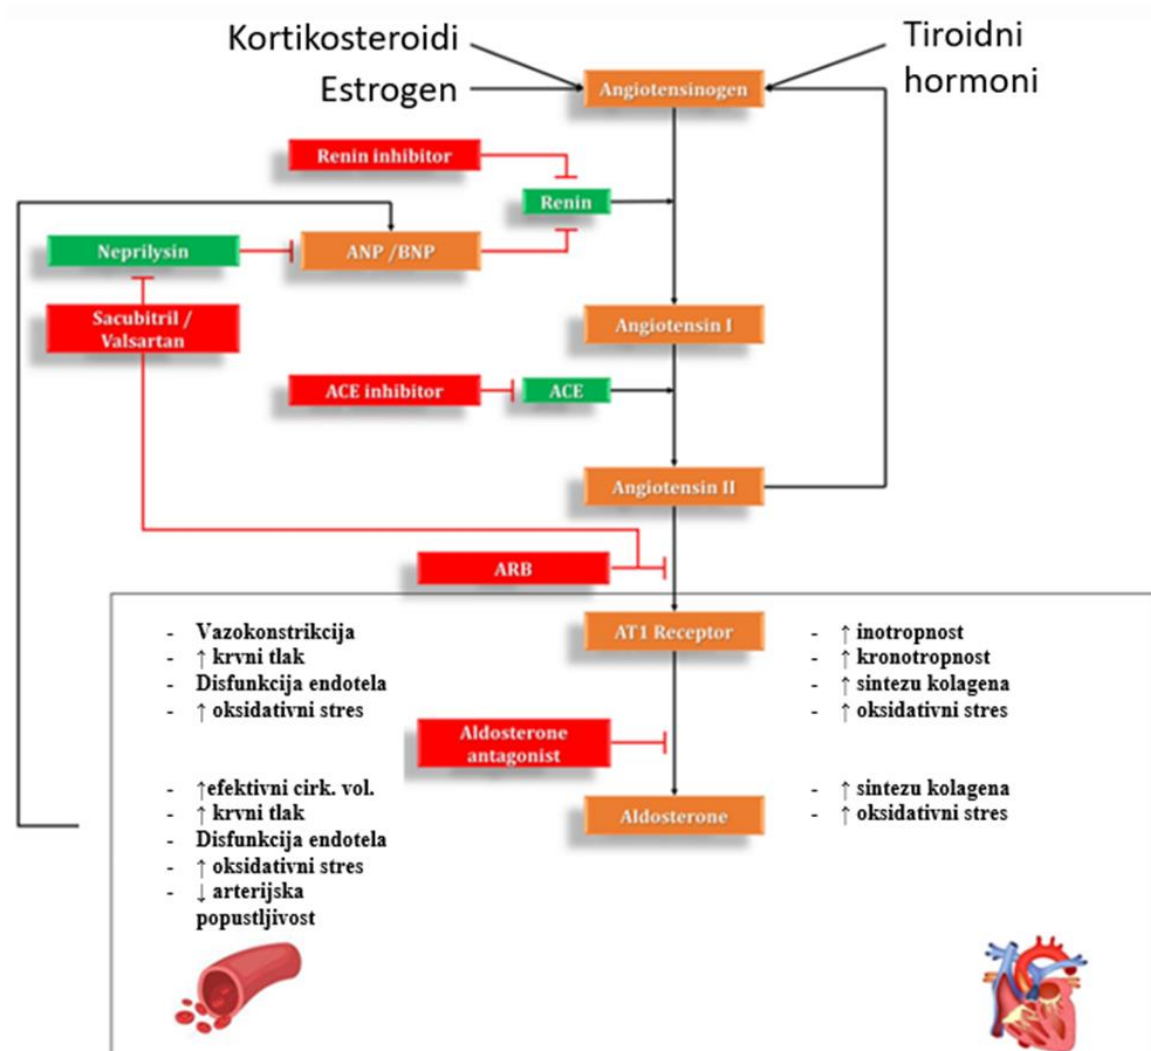 Kortikosteroidi
Estrogen
Tiroidni
hormoni
Angiotensinogen
Renin inhibitor
Renin
Neprilysin
ANP /BNP
Sacubitril /
Valsartan
Angiotensin I
ACE inhibitor
ACE
Angiotensin II
ARB
AT1 Receptor
- Vazokonstrikcija
- ↑ krvni tlak
- Disfunkcija endotela
- ↑ oksidativni stres
- ↑ inotropnost
- ↑ kronotropnost
- ↑ sintezu kolagena
- ↑ oksidativni stres
Aldosterone
antagonist
Aldosterone
- ↑efektivni cirk. vol.
- ↑ krvni tlak
- Disfunkcija endotela
- ↑ oksidativni stres
- ↓ arterijska
popustljivost
- ↑ sintezu kolagena
- ↑ oksidativni stres